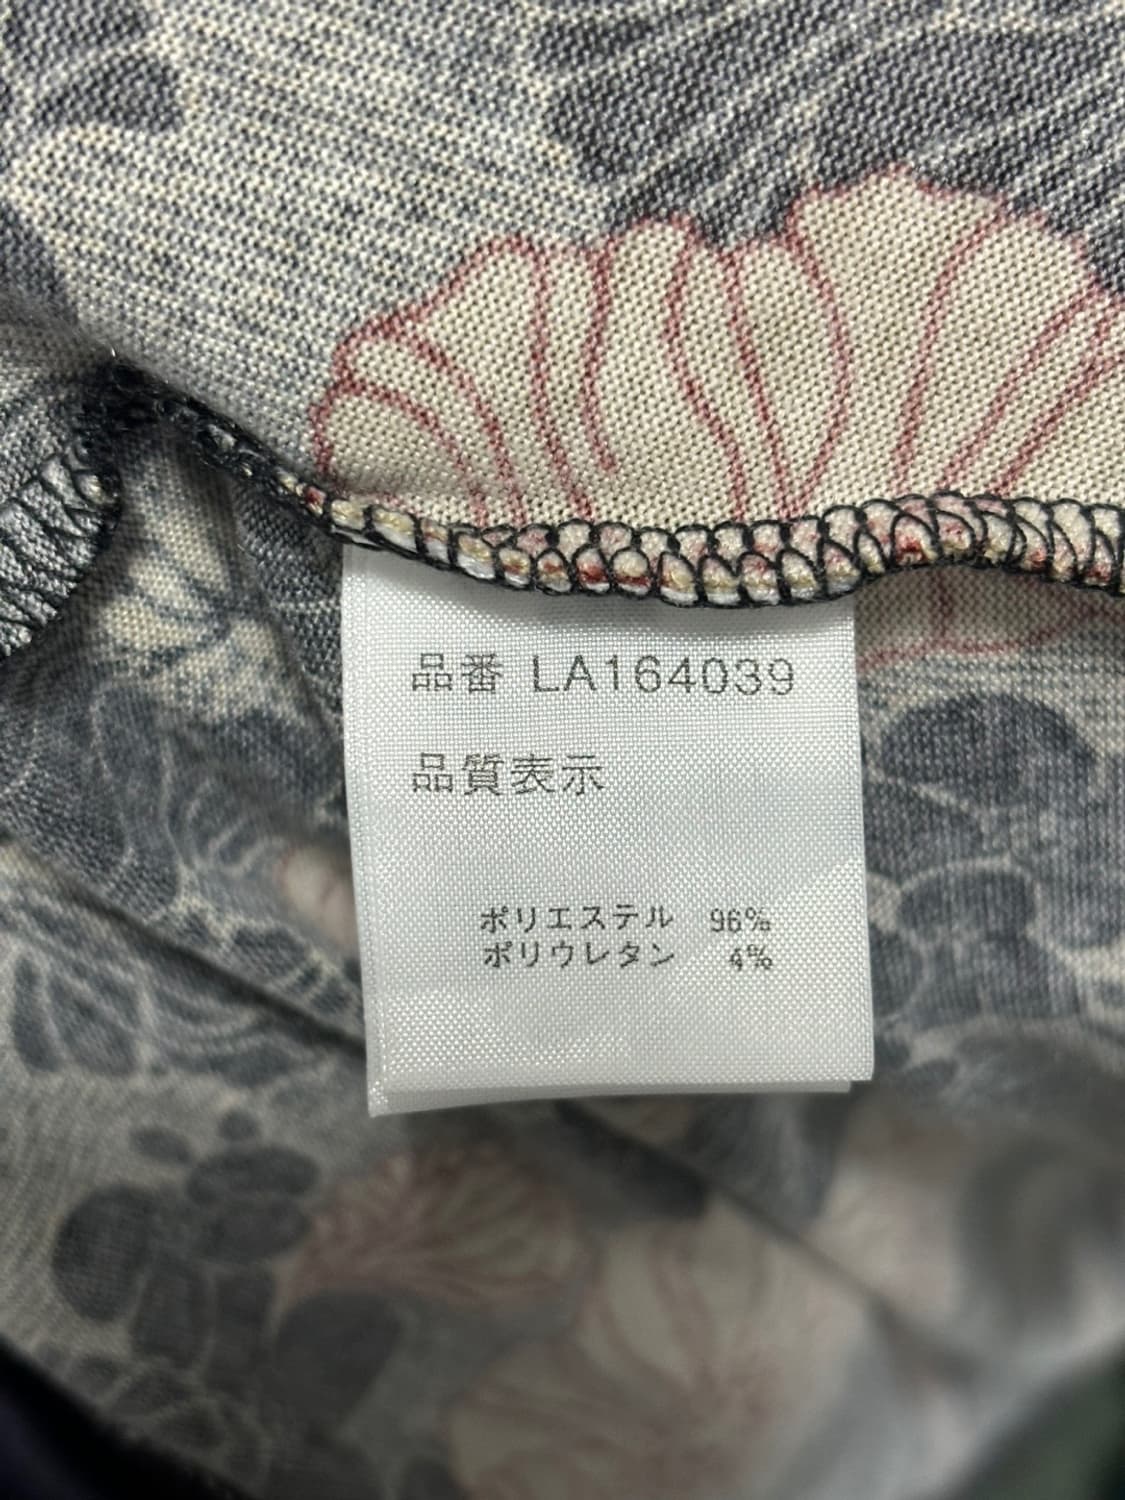 品番 LA164039
品質表示
ポリエステル 96%
ポリウレタン 4%